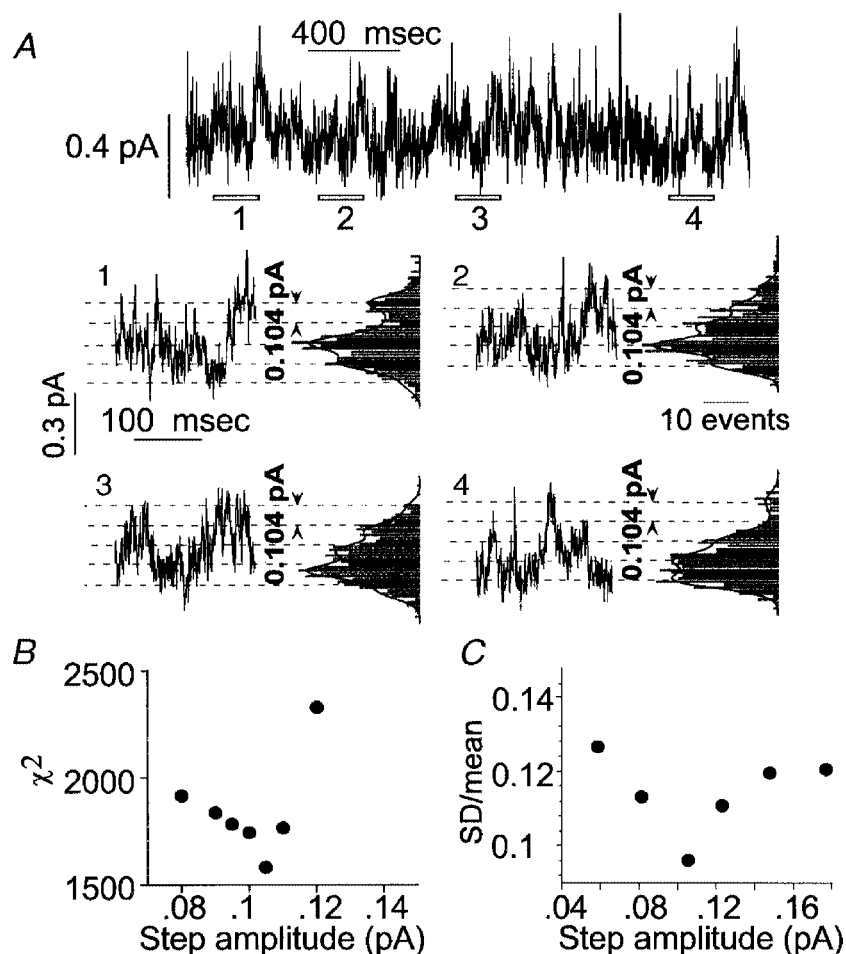 A
400 msec
0.4 pA
1
2
3
4
1
0.104 pA
2
0.104 pA
0.3 pA
100 msec
10 events
3
0.104 pA
4
0.104 pA
B
2500
2000
1500
χ2
.08
.1
.12
.14
Step amplitude (pA)
C
0.14
0.12
0.1
SD/mean
.04
.08
.12
.16
Step amplitude (pA)